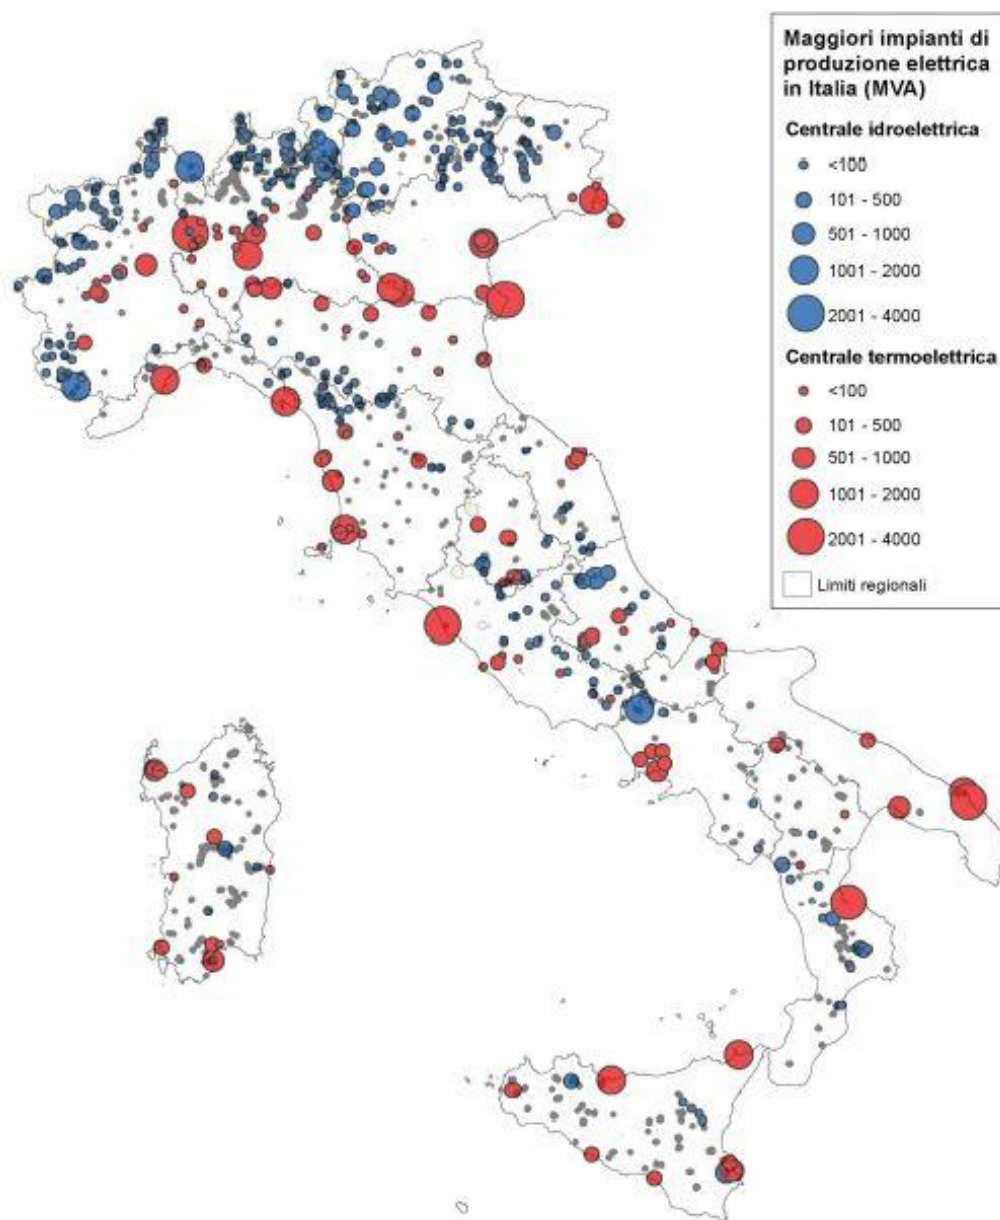 Maggiori impianti di
produzione elettrica
in Italia (MVA)
Centrale idroelettrica
<100
101 - 500
501 - 1000
1001 - 2000
2001 - 4000
Centrale termoelettrica
<100
101 - 500
501 - 1000
1001 - 2000
2001 - 4000
Limiti regionali